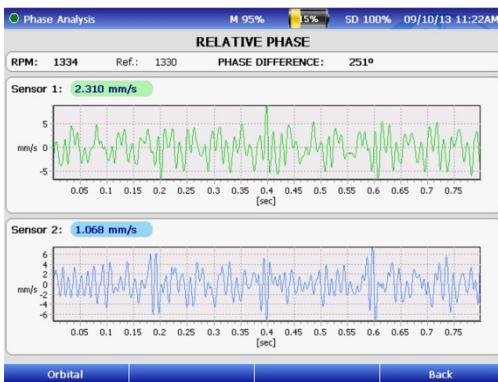 Phase Analysis M 95% 15% SD 100% 09/10/13 11:22AM
RELATIVE PHASE
RPM: 1334 Ref.: 1330 PHASE DIFFERENCE: 251º
Sensor 1: 2.310 mm/s
5
mm/s 0
-5
0.05 0.1 0.15 0.2 0.25 0.3 0.35 0.4 0.45 0.5 0.55 0.6 0.65 0.7 0.75
[sec]
Sensor 2: 1.068 mm/s
6
4
2
mm/s 0
-2
-4
-6
0.05 0.1 0.15 0.2 0.25 0.3 0.35 0.4 0.45 0.5 0.55 0.6 0.65 0.7 0.75
[sec]
Orbital Back